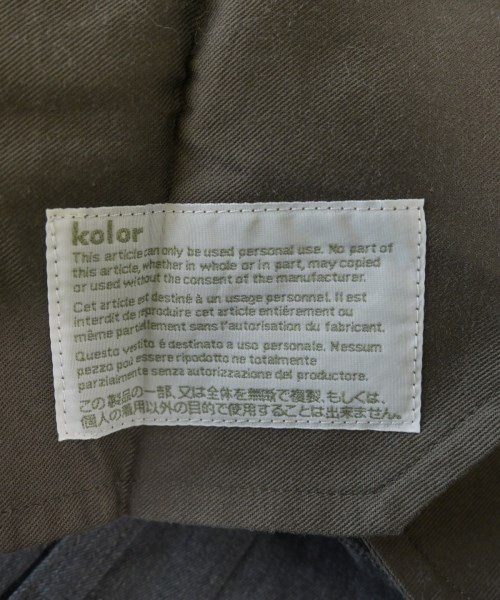 kolor
This article can only be used personal use. No part of
this article, whether in whole or in part, may copied
or used without the consent of the manufacturer.
Cet article est destiné à un usage personnel. Il est
interdit de reproduire cet article entiérement ou
même partallement sans l'autorisation du fabricant.
Questo vestito é destinato a uso personale. Nessum
pezzo pou essere ripodotto ne totalmente
parzialmente senza autorizzazione del productore.
この製品の一部、又は全体を無断で複製、もしくは、
個人の着用以外の目的で使用することは出来ません。